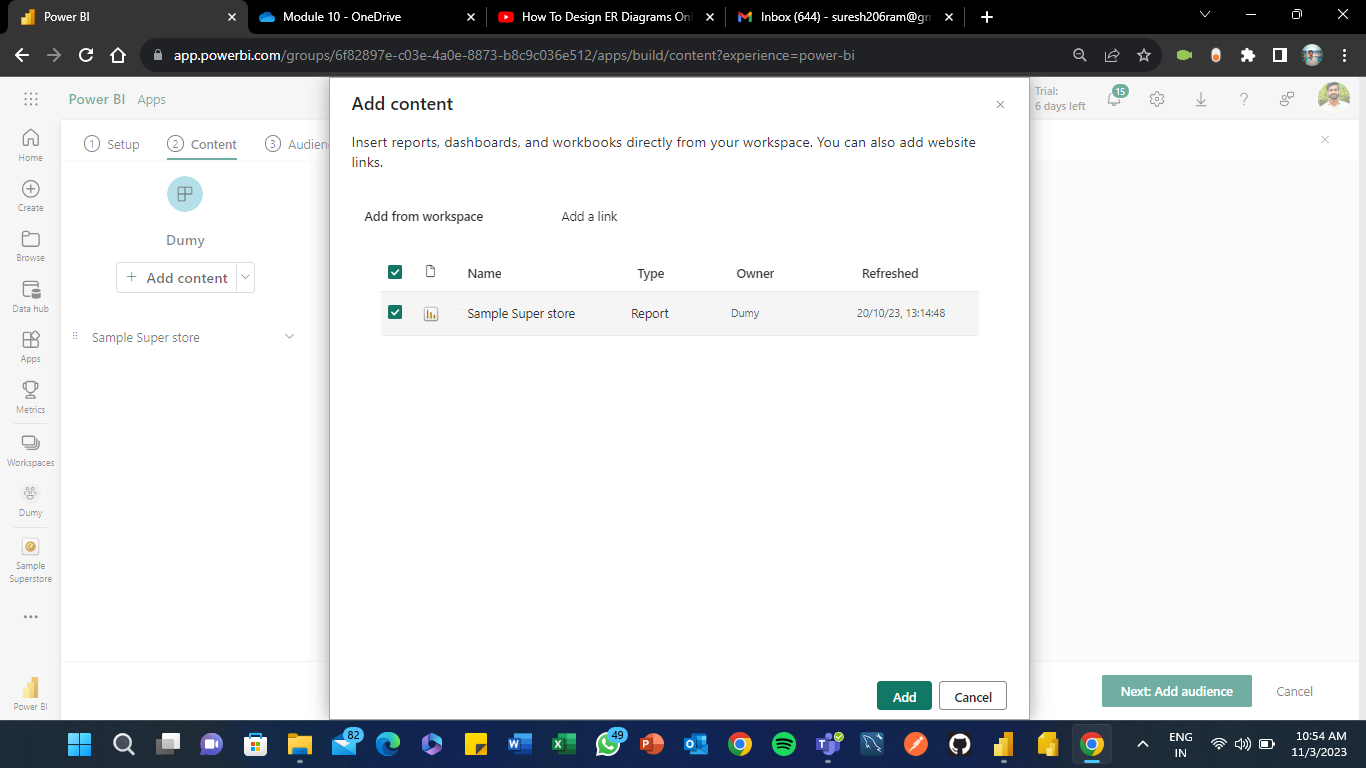 Power BI
Module 10 - OneDrive
How To Design ER Diagrams Onl
Inbox (644) - suresh206ram@gm
app.powerbi.com/groups/6f82897e-c03e-4a0e-8873-b8c9c036e512/apps/build/content?experience=power-bi
Power BI Apps
Add content
Trial:
6 days left
15
Home
1 Setup
2 Content
3 Audien
Insert reports, dashboards, and workbooks directly from your workspace. You can also add website
links.
Create
Add from workspace
Add a link
Dumy
Browse
+ Add content
Name Type Owner Refreshed
Data hub
Sample Super store Report Dumy 20/10/23, 13:14:48
Sample Super store
Apps
Metrics
Workspaces
Dumy
Sample
Superstore
Power BI
Add
Cancel
Next: Add audience
Cancel
82
49
ENG
IN
10:54 AM
11/3/2023